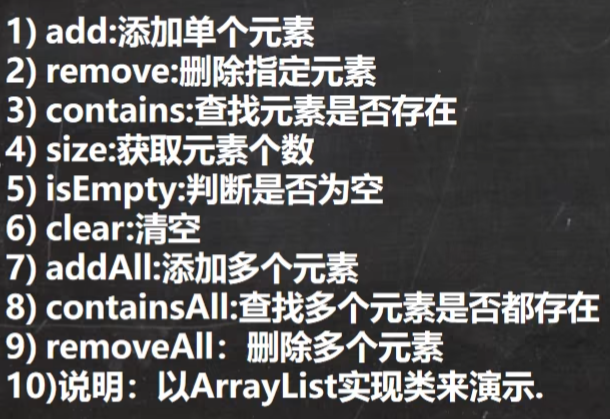 1) add:添加单个元素
2) remove:删除指定元素
3) contains:查找元素是否存在
4) size:获取元素个数
5) isEmpty:判断是否为空
6) clear:清空
7) addAll:添加多个元素
8) containsAll:查找多个元素是否都存在
9) removeAll：删除多个元素
10)说明：以ArrayList实现类来演示.